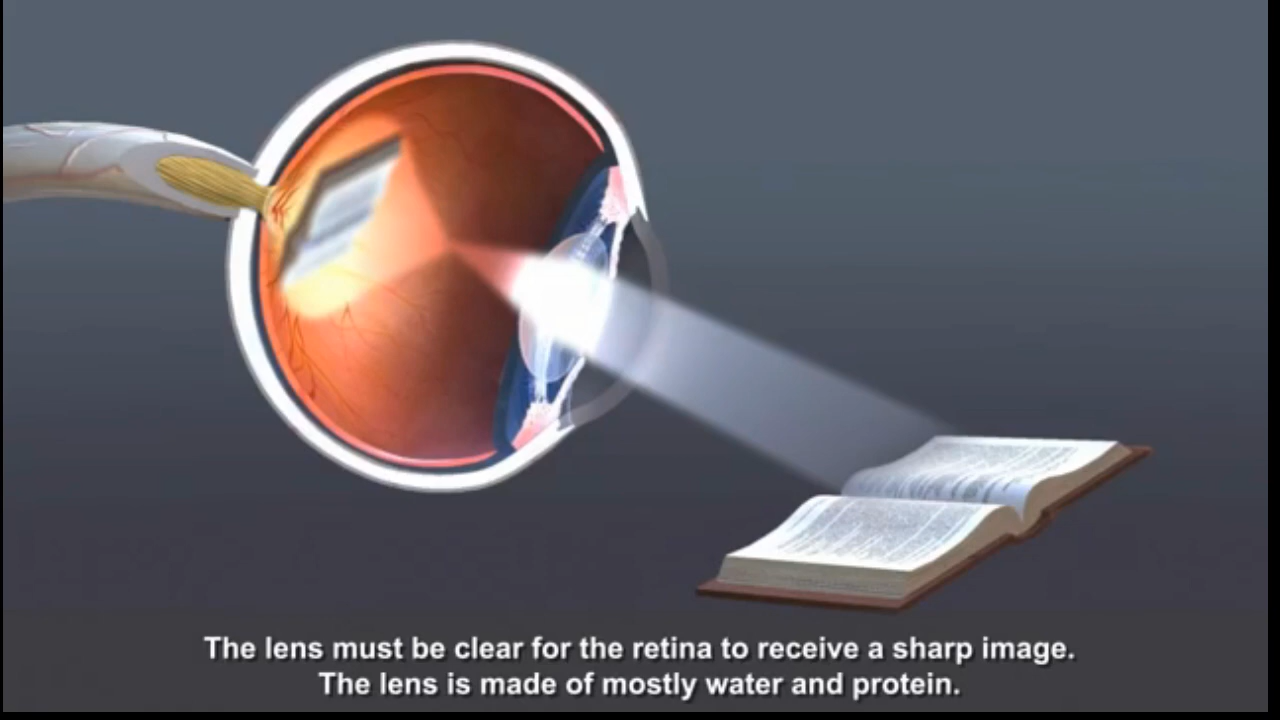 The lens must be clear for the retina to receive a sharp image.
The lens is made of mostly water and protein.